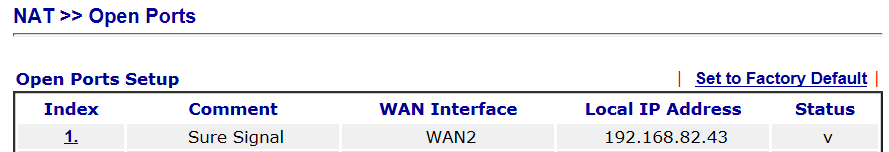 NAT >> Open Ports
Open Ports Setup | Set to Factory Default |
Index Comment WAN Interface Local IP Address Status
1. Sure Signal WAN2 192.168.82.43 v